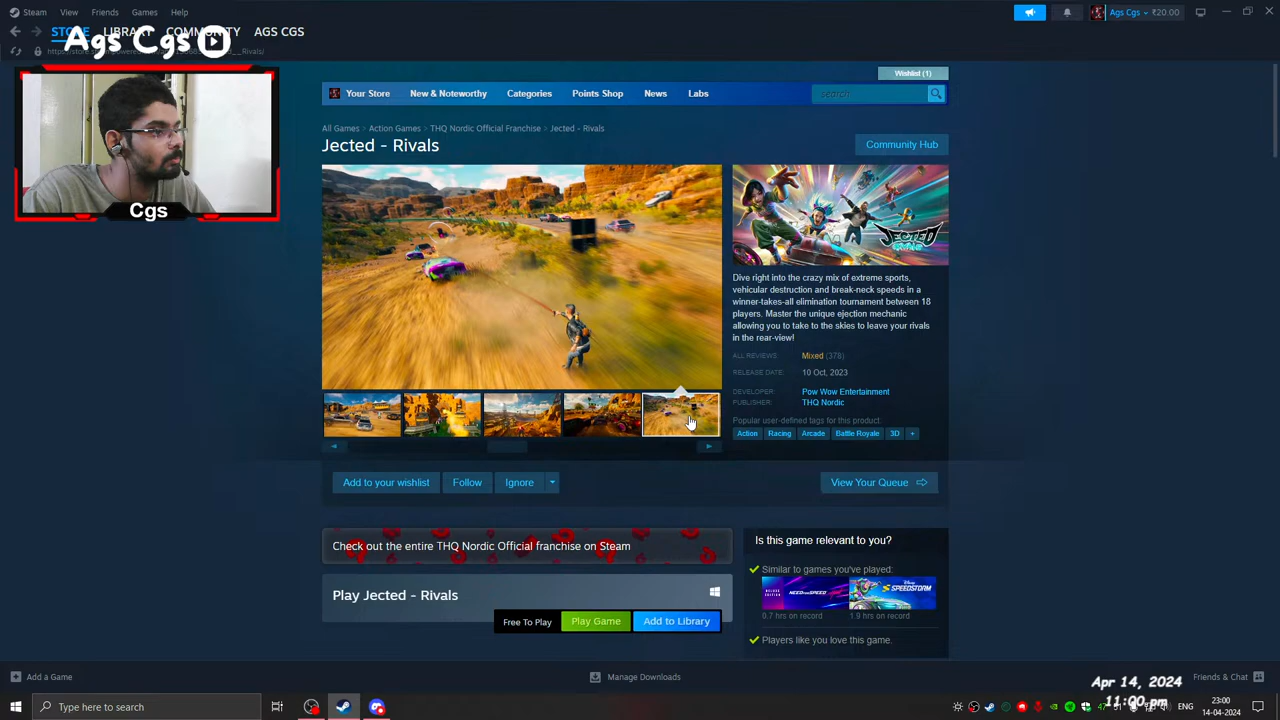 Steam View Friends Games Help
Ags Cgs ₹20.00
STORE LIBRARY COMMUNITY AGS CGS
Ags Cgs
Wishlist (1)
Your Store New & Noteworthy Categories Points Shop News Labs search
All Games > Action Games > THQ Nordic Official Franchise > Jected - Rivals
Jected - Rivals
Community Hub
Cgs
JECTED
Dive right into the crazy mix of extreme sports,
vehicular destruction and break-neck speeds in a
winner-takes-all elimination tournament between 18
players. Master the unique ejection mechanic
allowing you to take to the skies to leave your rivals
in the rear-view!
ALL REVIEWS: Mixed (378)
RELEASE DATE: 10 Oct, 2023
DEVELOPER: Pow Wow Entertainment
PUBLISHER: THQ Nordic
Popular user-defined tags for this product:
Action Racing Arcade Battle Royale 3D +
Add to your wishlist Follow Ignore
View Your Queue
Check out the entire THQ Nordic Official franchise on Steam
Is this game relevant to you?
Similar to games you've played:
DELUXE EDITION NEED FOR SPEED
Disney SPEEDSTORM
0.7 hrs on record 1.9 hrs on record
Players like you love this game.
Play Jected - Rivals
Free To Play Play Game Add to Library
Add a Game Manage Downloads Friends & Chat
Apr 14, 2024
11:00 pm
Type here to search
ENG 23:00
14-04-2024